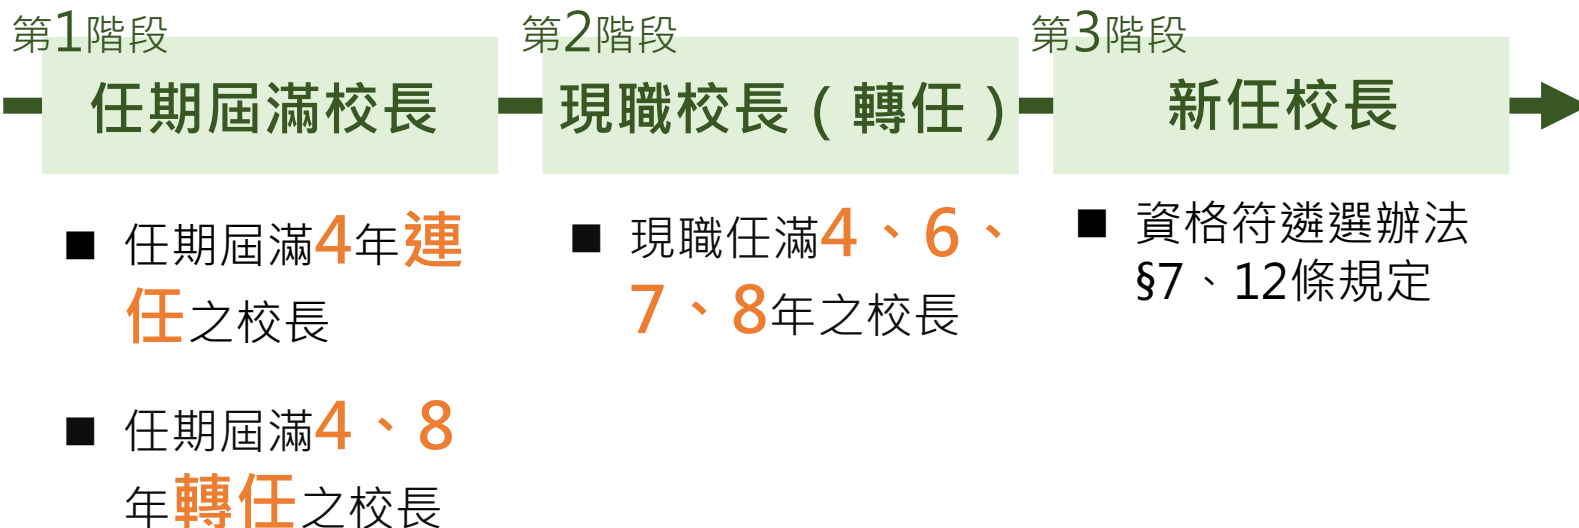 第1階段
任期屆滿校長
■ 任期屆滿4年連
任之校長
■ 任期屆滿4、8
年轉任之校長
第2階段
現職校長（轉任）
■ 現職任滿4、6、
7、8年之校長
第3階段
新任校長
■ 資格符遴選辦法
§7、12條規定